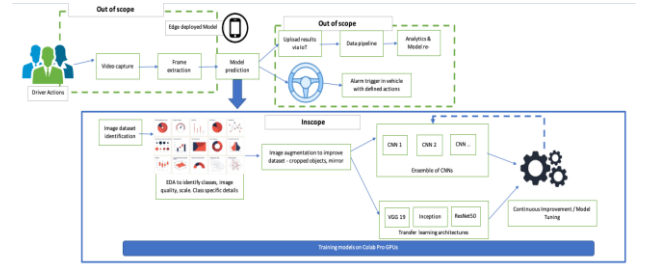 Out of scope
Edge deployed Model
Out of scope
Upload results
via IoT
Data pipeline
Analytics &
Model re-
Video capture
Frame
extraction
Model
prediction
Driver Actions
Alarm trigger in vehicle
with defined actions
Inscope
Image dataset
identification
CNN 1
CNN 2
CNN ...
Image augmentation to improve
dataset - cropped objects, mirror
Ensemble of CNNs
EDA to identify classes, image
quality, scale. Class specific details
VGG 19
Inception
ResNet50
Transfer learning architectures
Continuous Improvement / Model
Tuning
Training models on Colab Pro GPUs